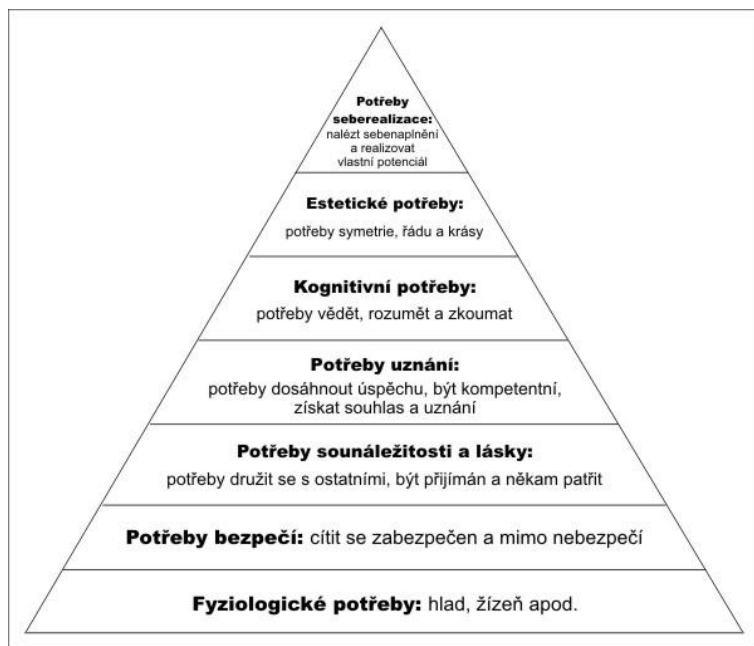 Potřeby
seberealizace:
nalézt sebenaplnění
a realizovat
vlastní potenciál
Estetické potřeby:
potřeby symetrie, řádu a krásy
Kognitivní potřeby:
potřeby vědět, rozumět a zkoumat
Potřeby uznání:
potřeby dosáhnout úspěchu, být kompetentní,
získat souhlas a uznání
Potřeby sounáležitosti a lásky:
potřeby družit se s ostatními, být přijímán a někam patřit
Potřeby bezpečí: cítit se zabezpečen a mimo nebezpečí
Fyziologické potřeby: hlad, žízeň apod.